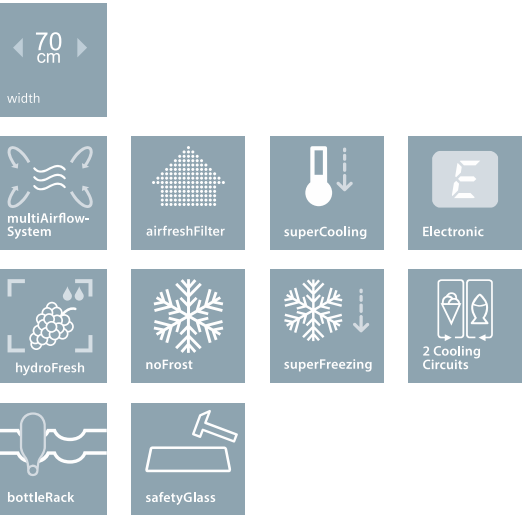 70
cm
width
multiAirflow-
System
airfreshFilter
superCooling
E
Electronic
hydroFresh
noFrost
superFreezing
2 Cooling
Circuits
bottleRack
safetyGlass